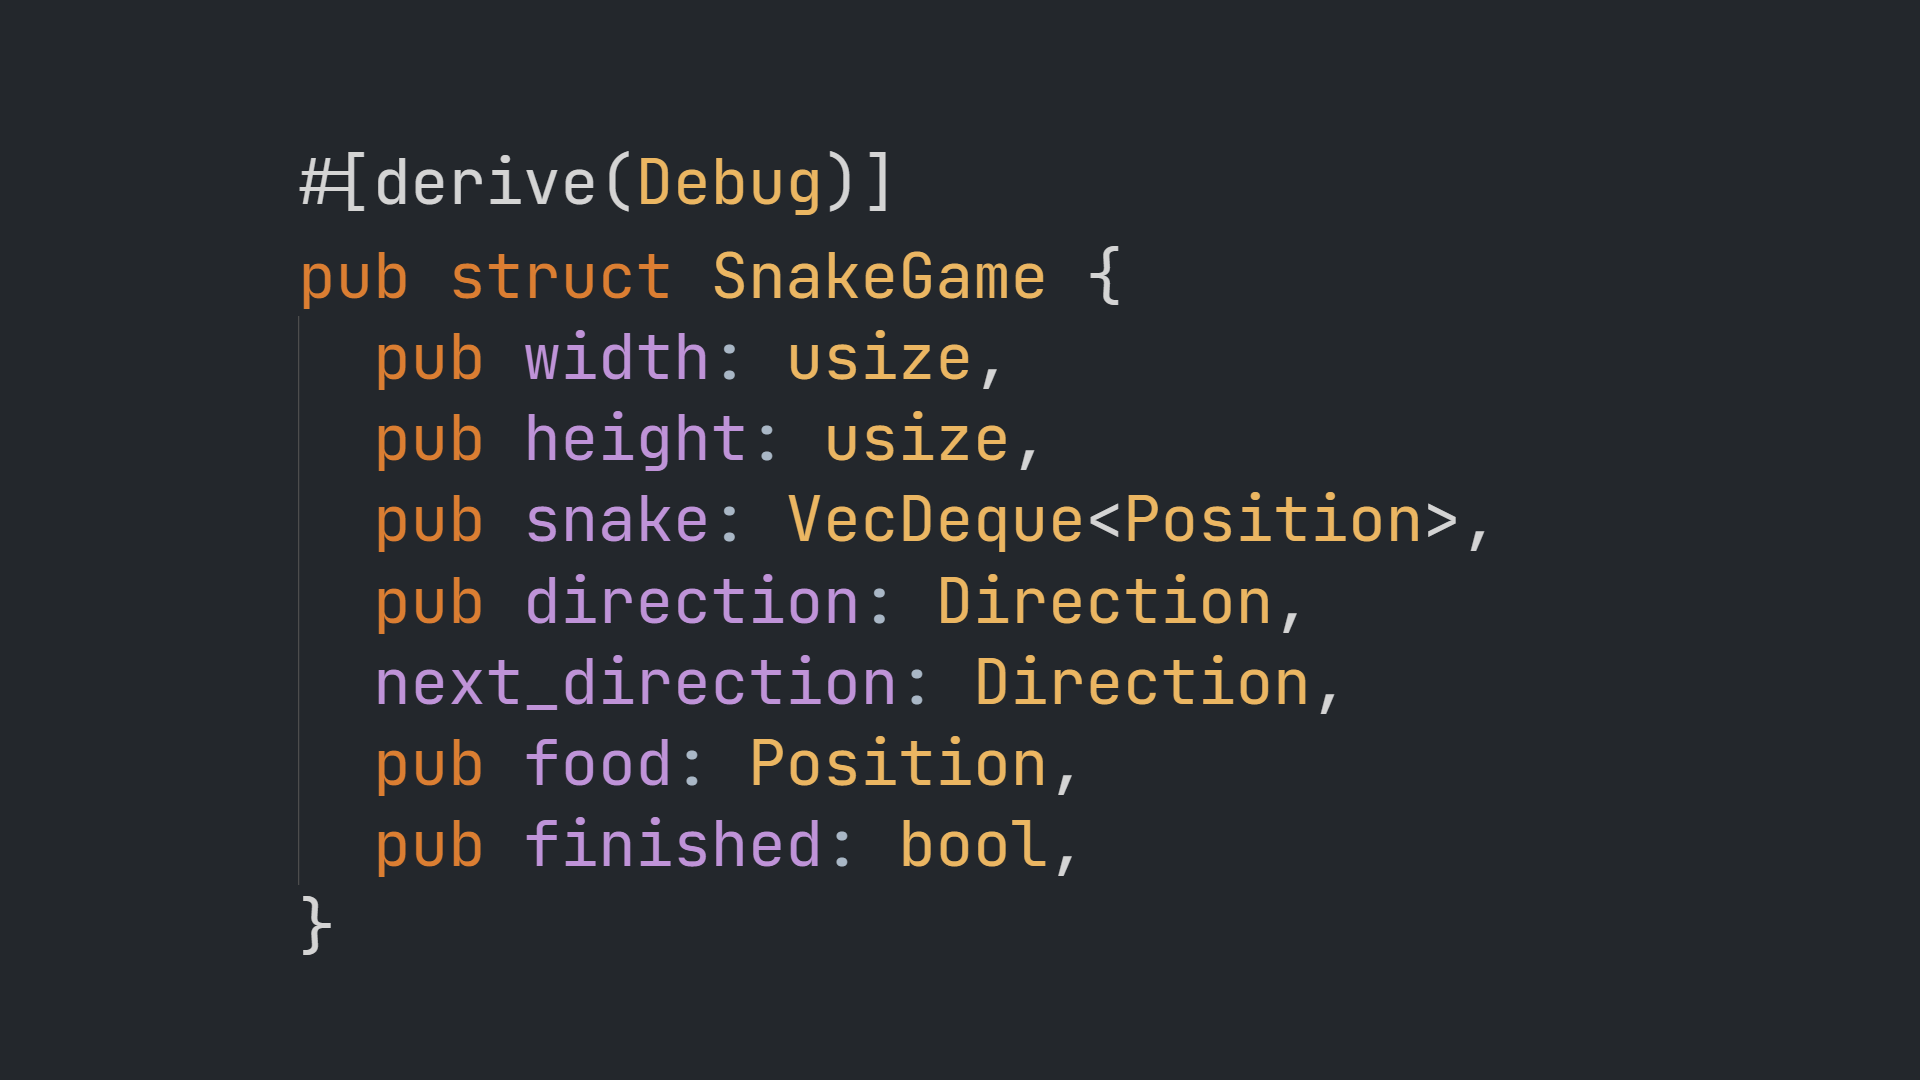 #[derive(Debug)]
pub struct SnakeGame {
  pub width: usize,
  pub height: usize,
  pub snake: VecDeque<Position>,
  pub direction: Direction,
  next_direction: Direction,
  pub food: Position,
  pub finished: bool,
}